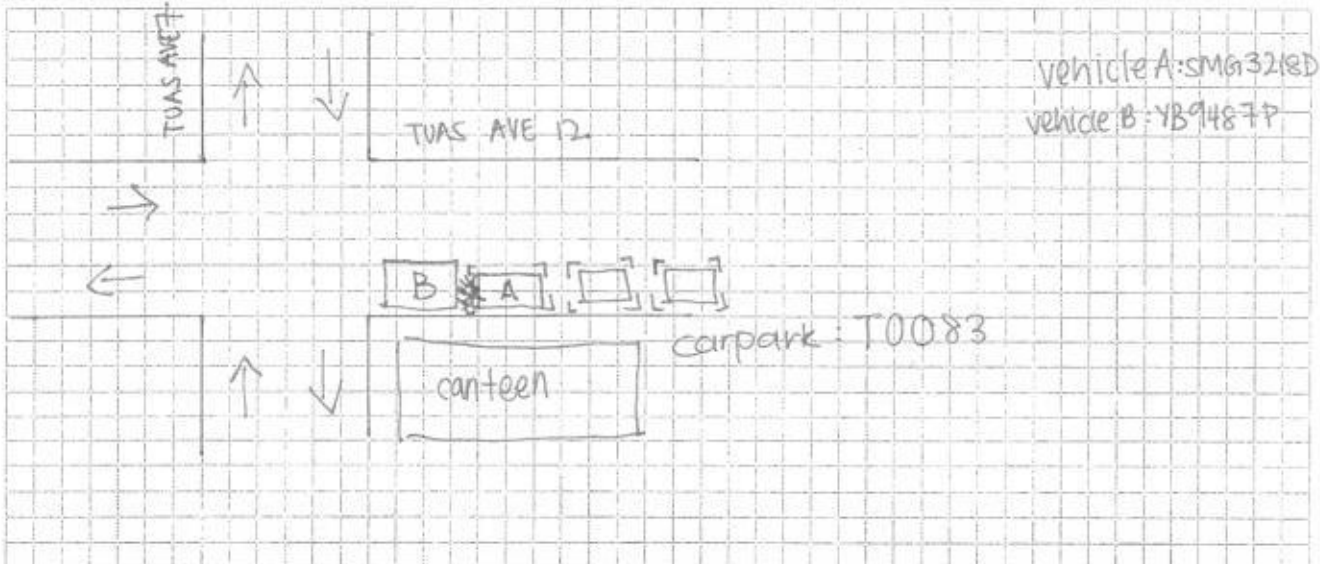 TUAS AVE 7
vehicle A: SMG3218D
vehicle B: YB9487P
TUAS AVE 12.
B A
carpark: T0083
canteen